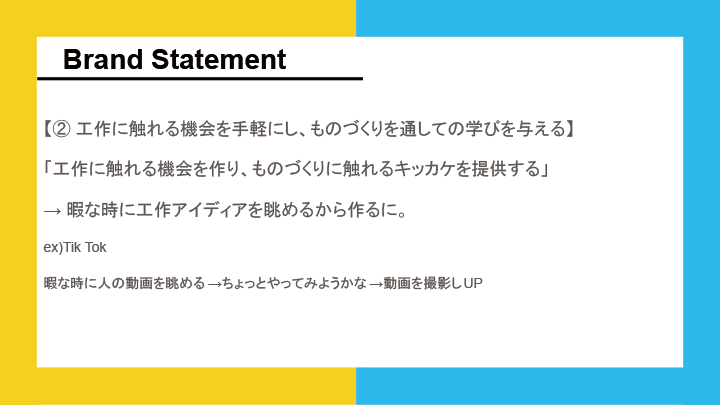 Brand Statement
【② 工作に触れる機会を手軽にし、ものづくりを通しての学びを与える】
「工作に触れる機会を作り、ものづくりに触れるキッカケを提供する」
→ 暇な時に工作アイディアを眺めるから作るに。
ex)Tik Tok
暇な時に人の動画を眺める→ちょっとやってみようかな→動画を撮影しUP